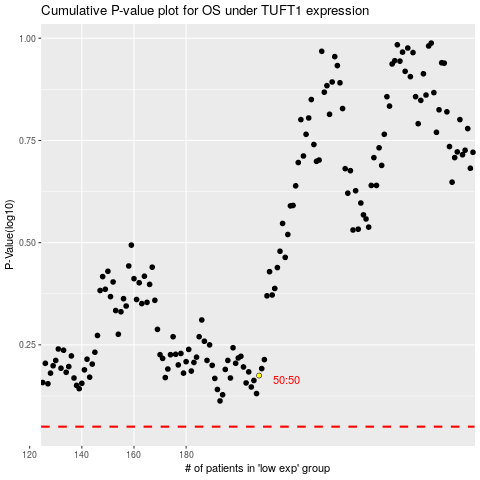 Cumulative P-value plot for OS under TUFT1 expression
1.00
0.75
0.50
0.25
P-Value(log10)
50:50
120 140 160 180
# of patients in 'low exp' group